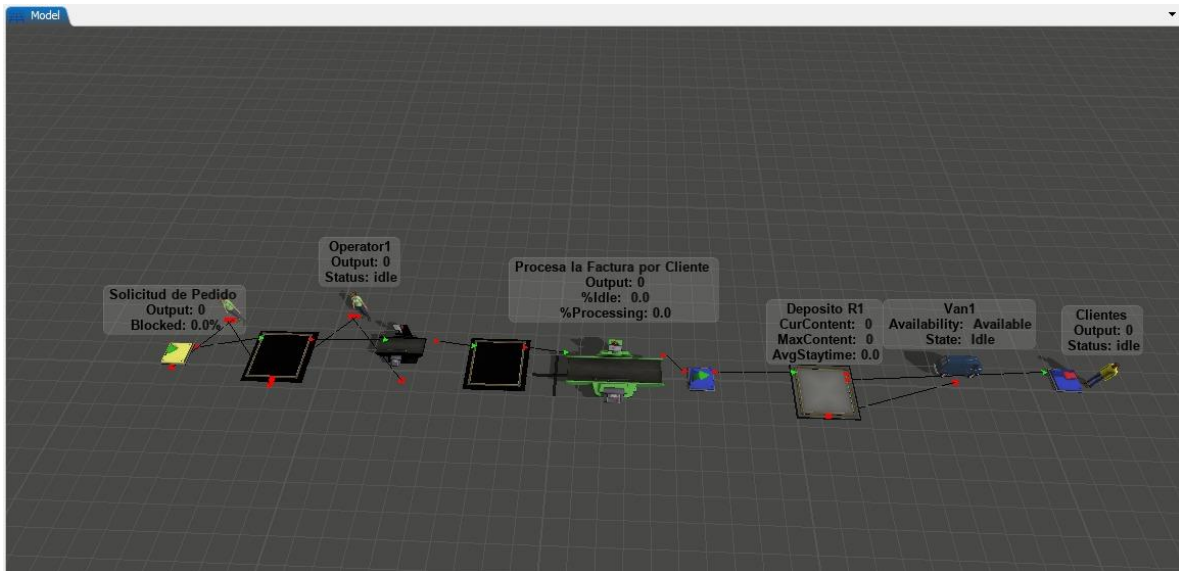 Model
Solicitud de Pedido
Output: 0
Blocked: 0.0%
Operator1
Output: 0
Status: idle
Procesa la Factura por Cliente
Output: 0
%Idle: 0.0
%Processing: 0.0
Deposito R1
CurContent: 0
MaxContent: 0
AvgStaytime: 0.0
Van1
Availability: Available
State: Idle
Clientes
Output: 0
Status: idle